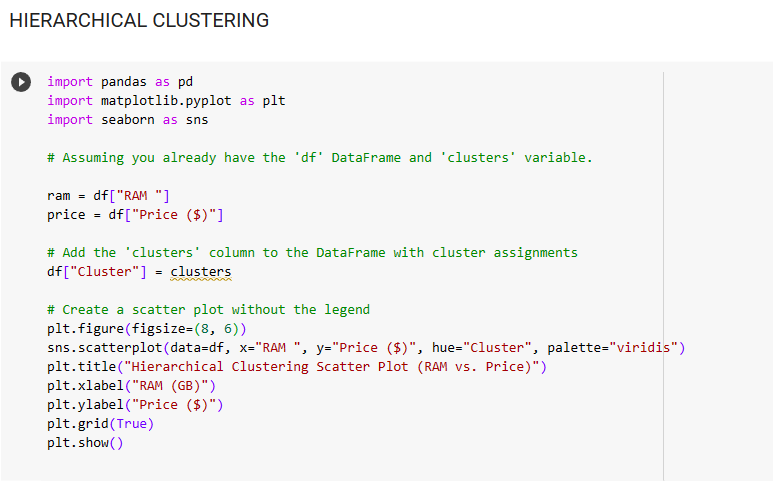 HIERARCHICAL CLUSTERING
import pandas as pd
import matplotlib.pyplot as plt
import seaborn as sns
# Assuming you already have the 'df' DataFrame and 'clusters' variable.
ram = df["RAM "]
price = df["Price ($)"]
# Add the 'clusters' column to the DataFrame with cluster assignments
df["Cluster"] = clusters
# Create a scatter plot without the legend
plt.figure(figsize=(8, 6))
sns.scatterplot(data=df, x="RAM ", y="Price ($)", hue="Cluster", palette="viridis")
plt.title("Hierarchical Clustering Scatter Plot (RAM vs. Price)")
plt.xlabel("RAM (GB)")
plt.ylabel("Price ($)")
plt.grid(True)
plt.show()